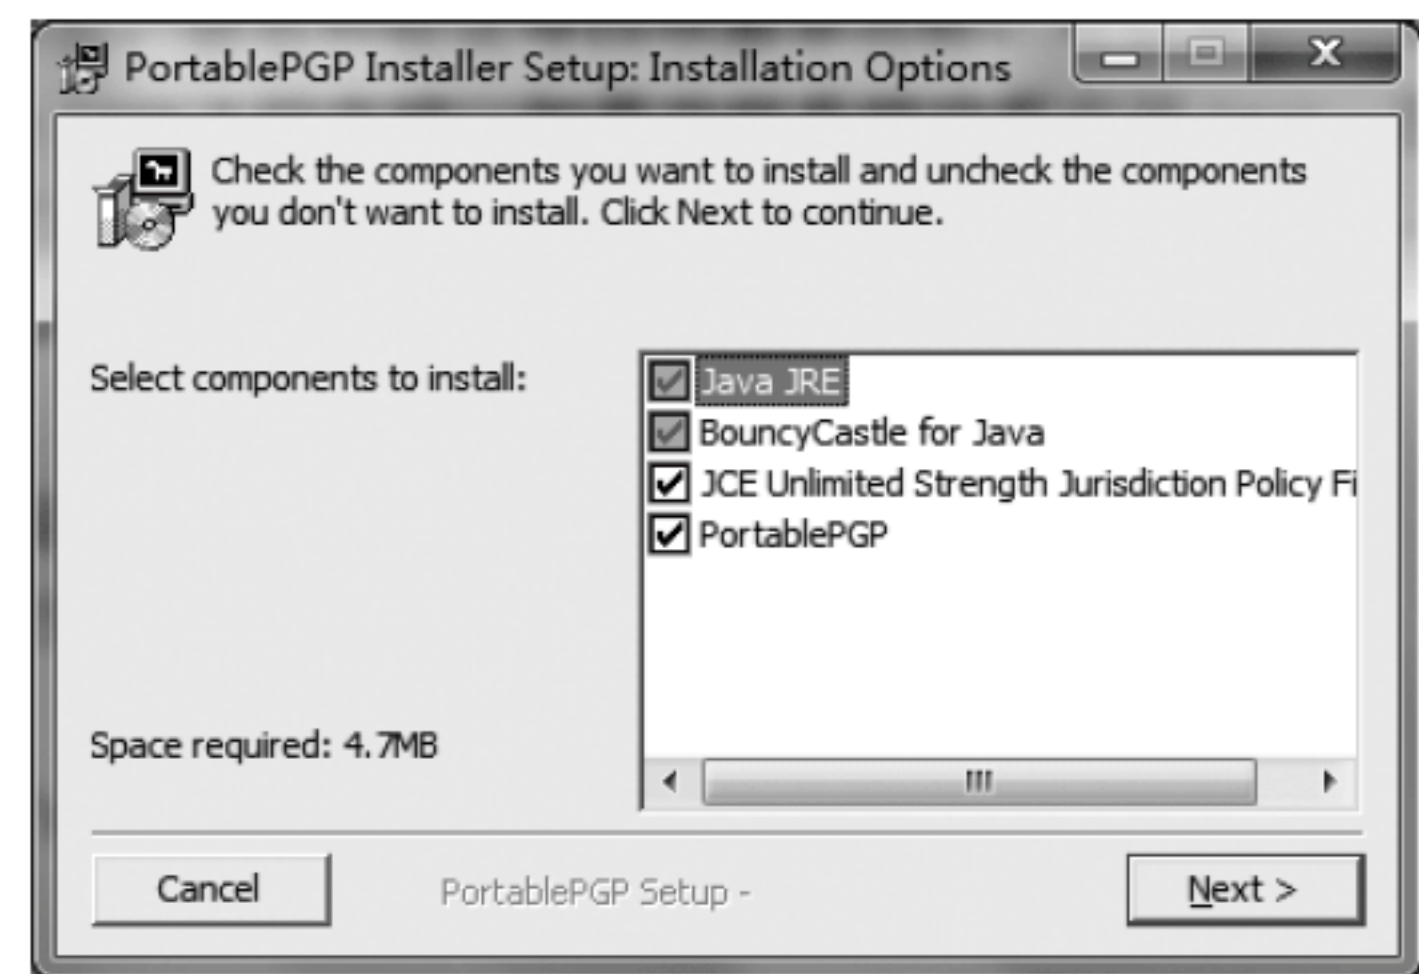 PortablePGP Installer Setup: Installation Options
Check the components you want to install and uncheck the components
you don't want to install. Click Next to continue.
Select components to install:
Java JRE
BouncyCastle for Java
JCE Unlimited Strength Jurisdiction Policy Fi
PortablePGP
Space required: 4.7MB
Cancel
PortablePGP Setup -
Next >